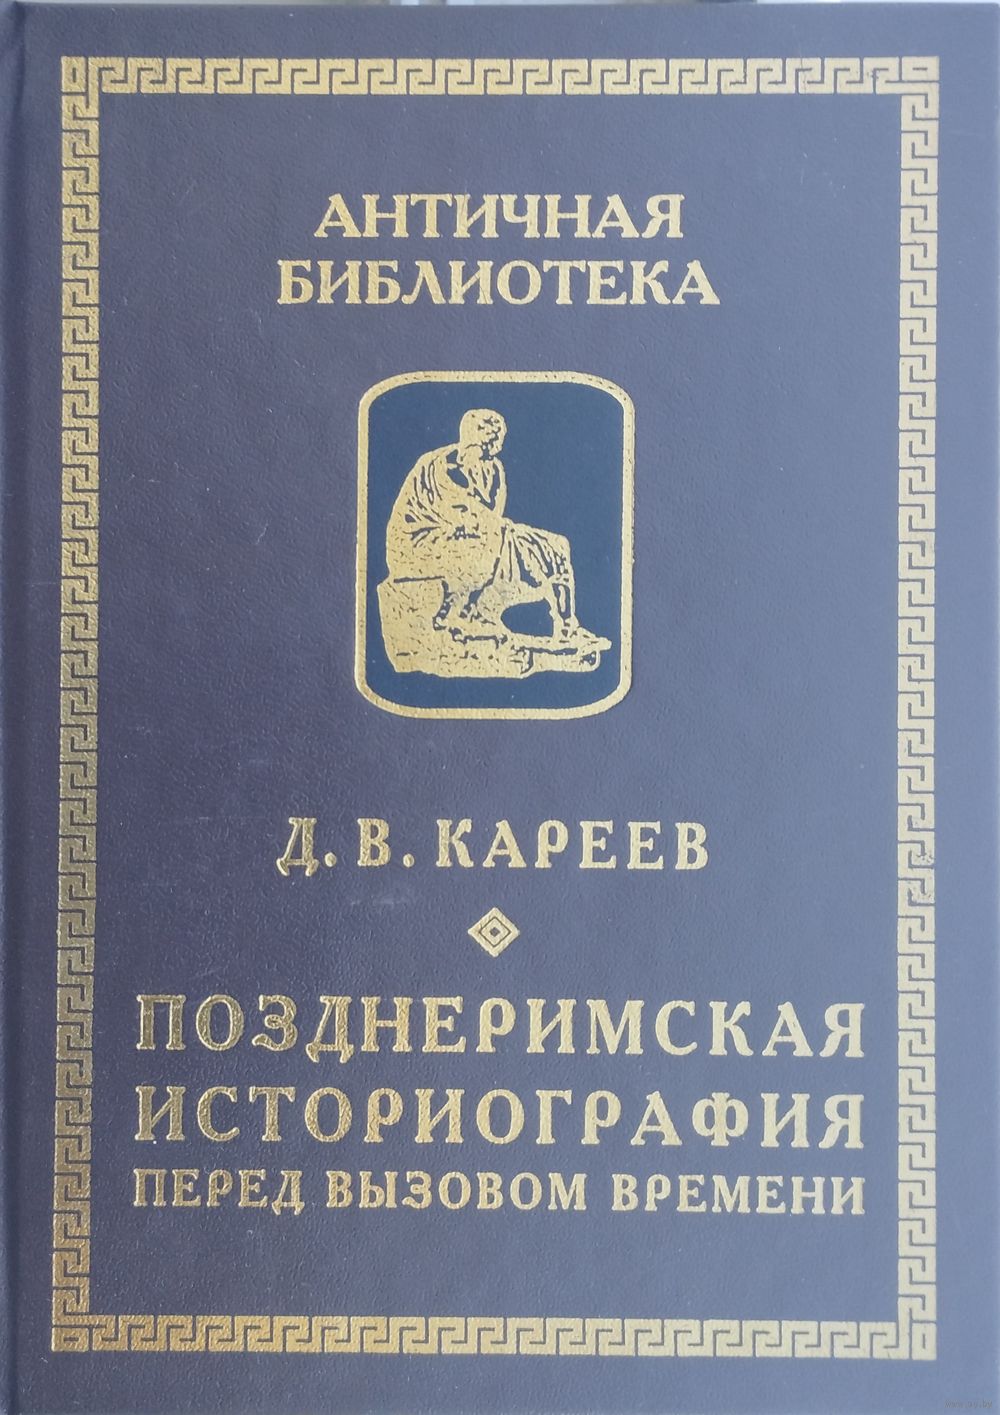 АНТИЧНАЯ
БИБЛИОТЕКА
Д. В. КАРЕЕВ
ПОЗДНЕРИМСКАЯ
ИСТОРИОГРАФИЯ
ПЕРЕД ВЫЗОВОМ ВРЕМЕНИ